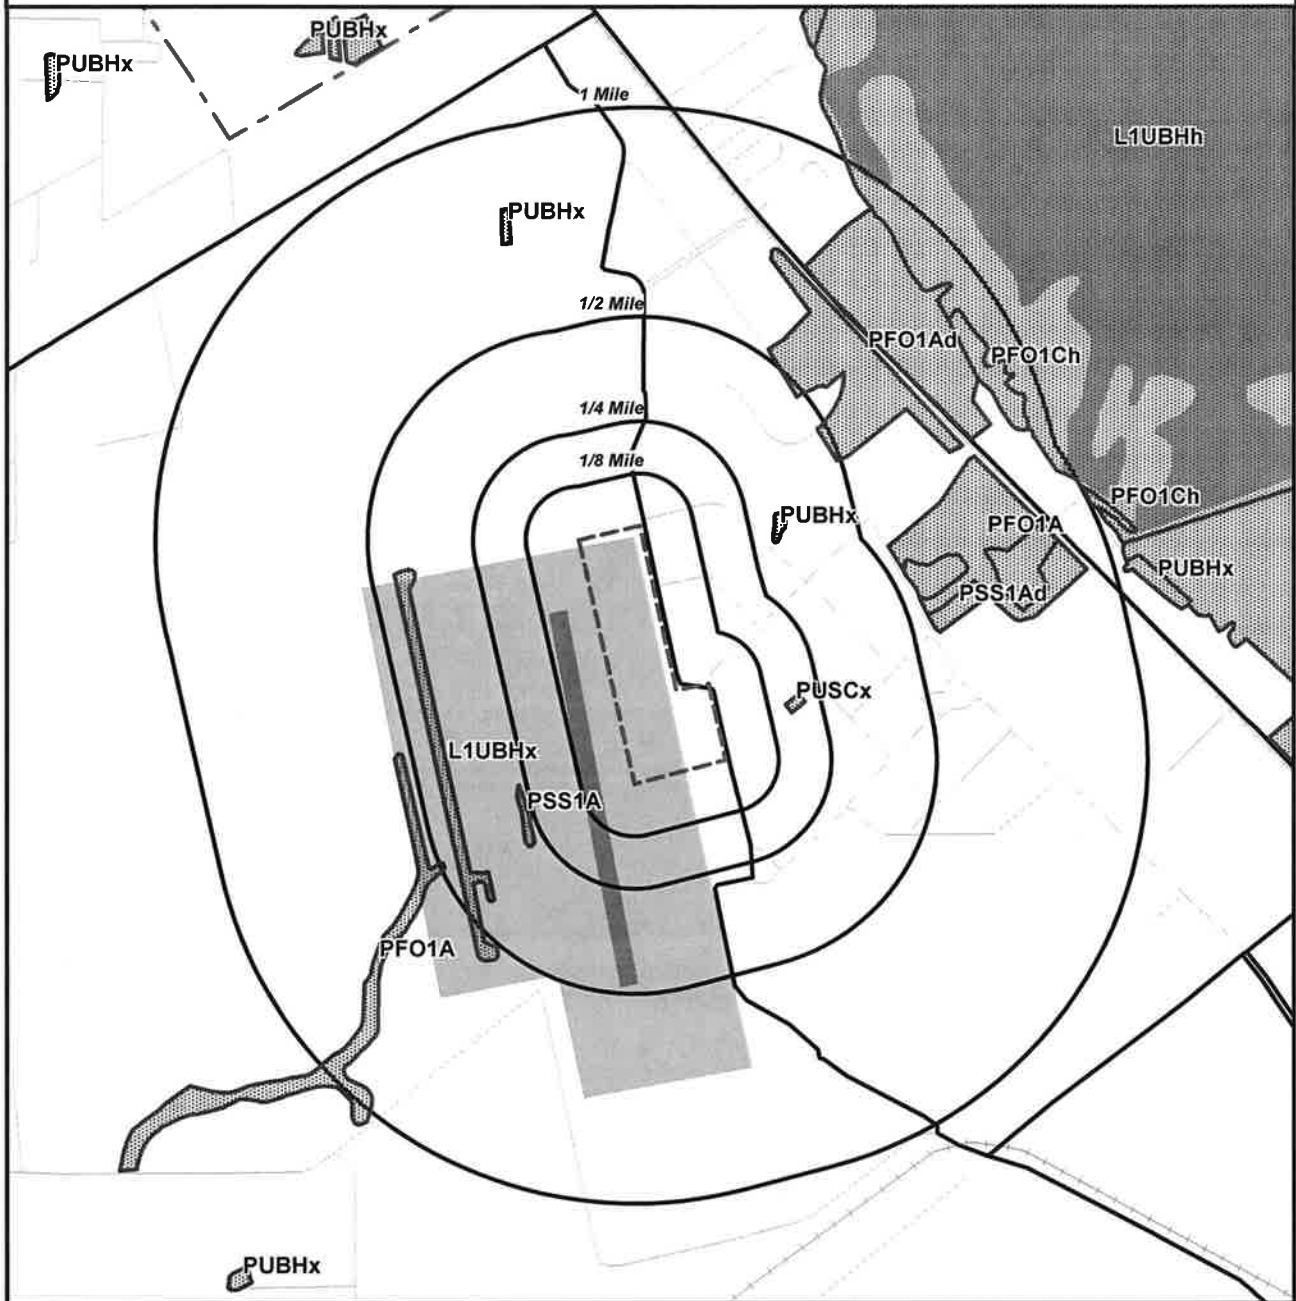 PUBHx
PUBHx
1 Mile
L1UBHh
PUBHx
1/2 Mile
PFO1Ad
PFO1Ch
1/4 Mile
1/8 Mile
PFO1Ch
PUBHx
PFO1A
PUBHx
PSS1Ad
PUSCx
L1UBHx
PSS1A
PFO1A
PUBHx